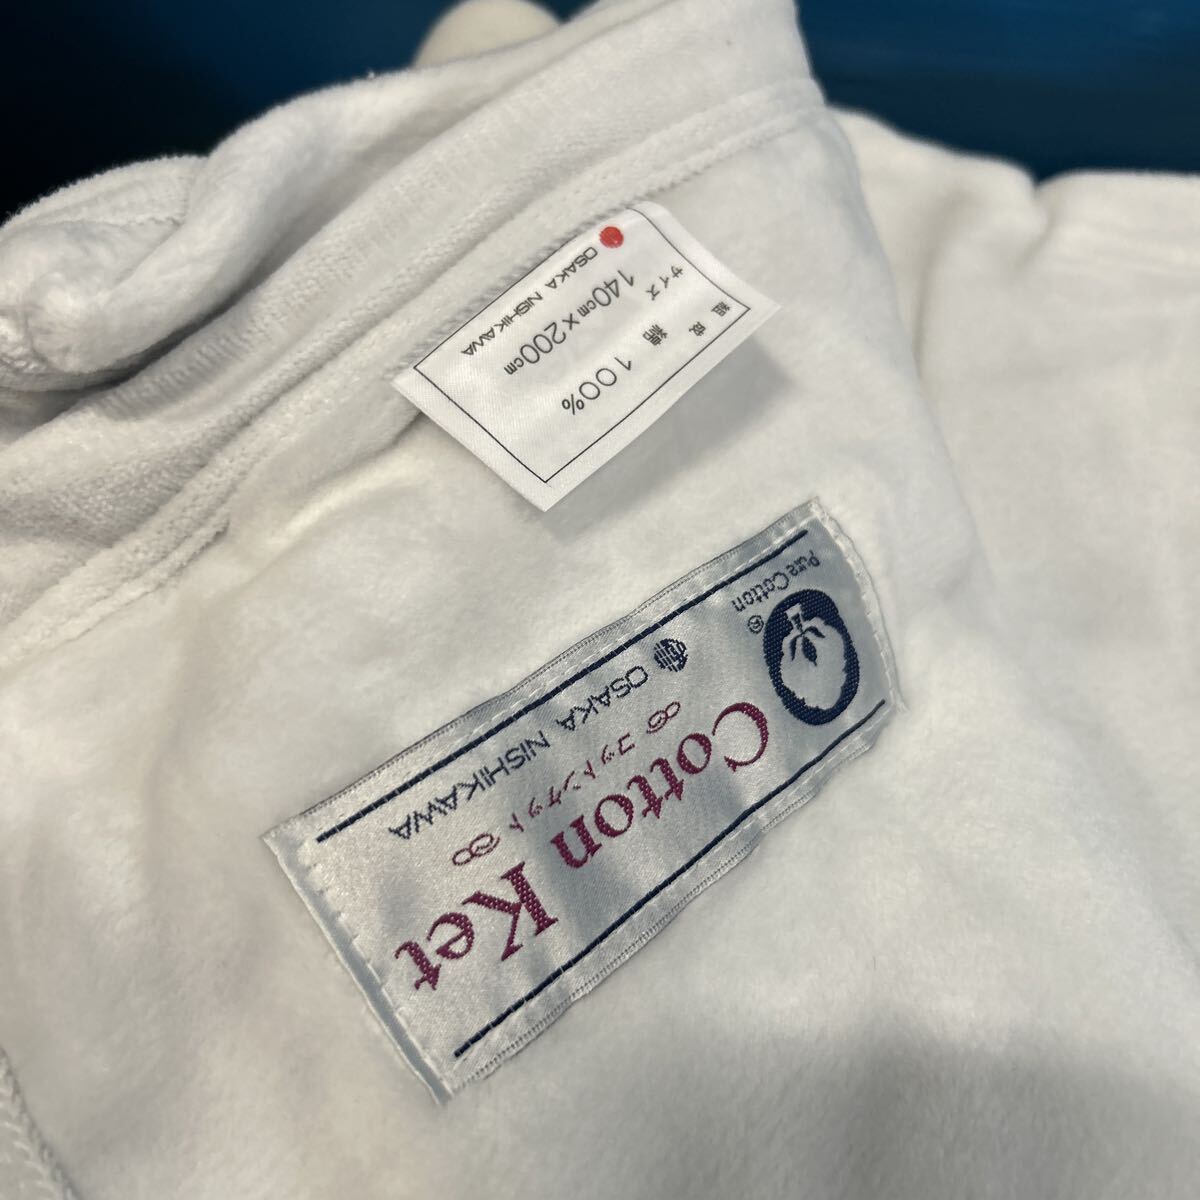 組成 綿 100%
サイズ 140cm×200cm
OSAKA NISHIKAWA
Pure Cotton®
Cotton Ket
コットンケット
OSAKA NISHIKAWA